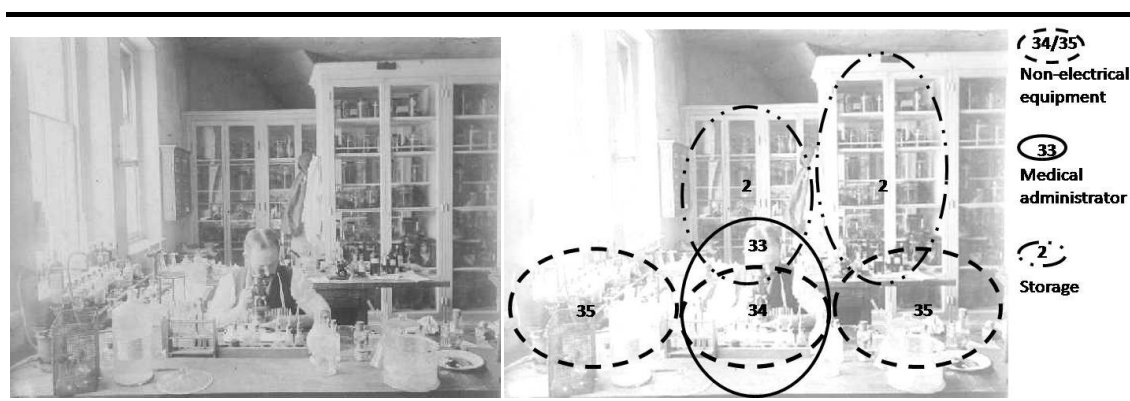 34/35
Non-electrical
equipment
33
Medical
administrator
2
Storage
2
2
33
35
34
35